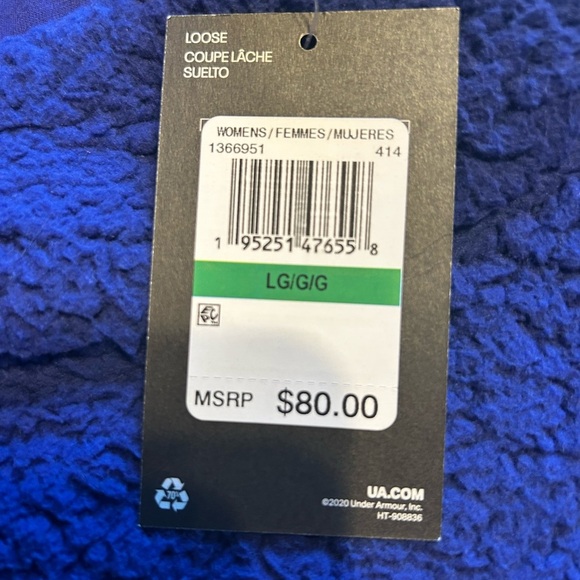 LOOSE
COUPE LÂCHE
SUELTO
WOMENS/FEMMES/MUJERES
1366951 414
1 95251 47655 8
LG/G/G
MSRP $80.00
UA.COM
©2020 Under Armour, Inc.
HT-908836